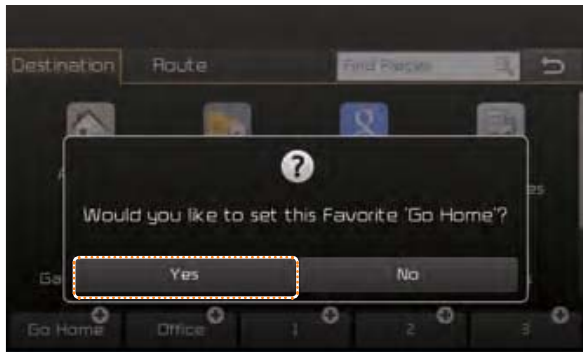 Destination Route Find Places
Would you like to set this Favorite 'Go Home'?
Yes No
Go Home Office 1 2 3